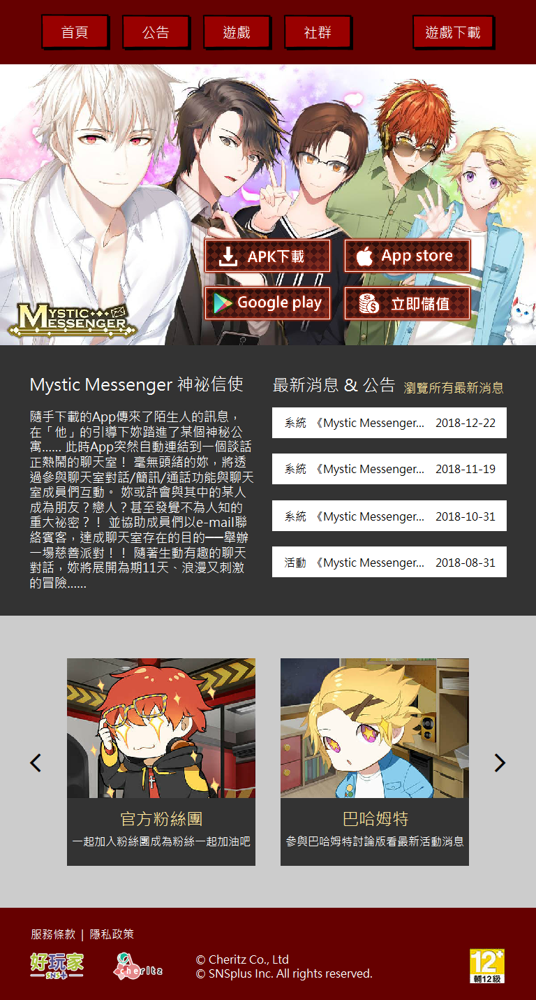 首頁
公告
遊戲
社群
遊戲下載
APK下載
App store
Google play
立即儲值
MYSTIC
MESSENGER
Mystic Messenger 神祕信使
隨手下載的App傳來了陌生人的訊息，
在「他」的引導下妳踏進了某個神秘公
寓...... 此時App突然自動連結到一個談話
正熱鬧的聊天室！ 毫無頭緒的妳，將透
過參與聊天室對話/簡訊/通話功能與聊天
室成員們互動。 妳或許會與其中的某人
成為朋友？戀人？甚至發覺不為人知的
重大祕密？！ 並協助成員們以e-mail聯
絡賓客，達成聊天室存在的目的──舉辦
一場慈善派對！！ 隨著生動有趣的聊天
對話，妳將展開為期11天、浪漫又刺激
的冒險......
最新消息 & 公告 瀏覽所有最新消息
系統 《Mystic Messenger... 2018-12-22
系統 《Mystic Messenger... 2018-11-19
系統 《Mystic Messenger... 2018-10-31
活動 《Mystic Messenger... 2018-08-31
官方粉絲團
一起加入粉絲團成為粉絲一起加油吧
巴哈姆特
參與巴哈姆特討論版看最新活動消息
服務條款 | 隱私政策
好玩家
SNS+
cheritz
© Cheritz Co., Ltd
© SNSplus Inc. All rights reserved.
12+
輔12級